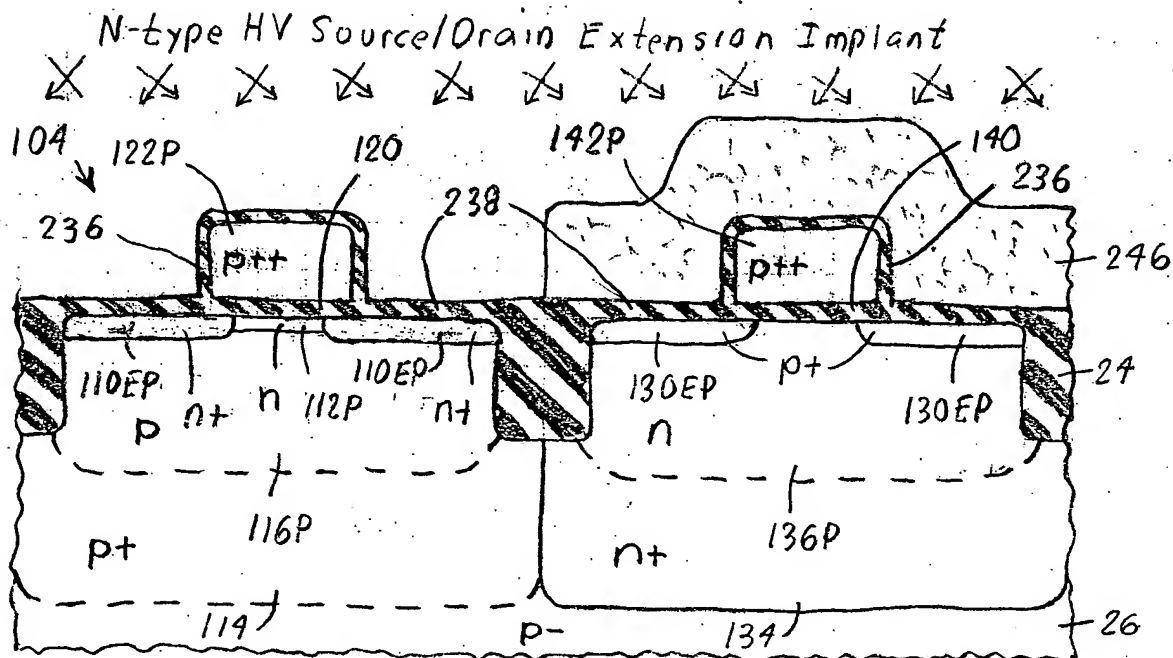 N-type HV Source/Drain Extension Implant
104
122P
120
142P
140
236
238
236
p++
p++
246
110EP
n+
n
112P
110EP
n+
130EP
p+
130EP
24
p
n
116P
136P
p+
n+
114
p-
134
26